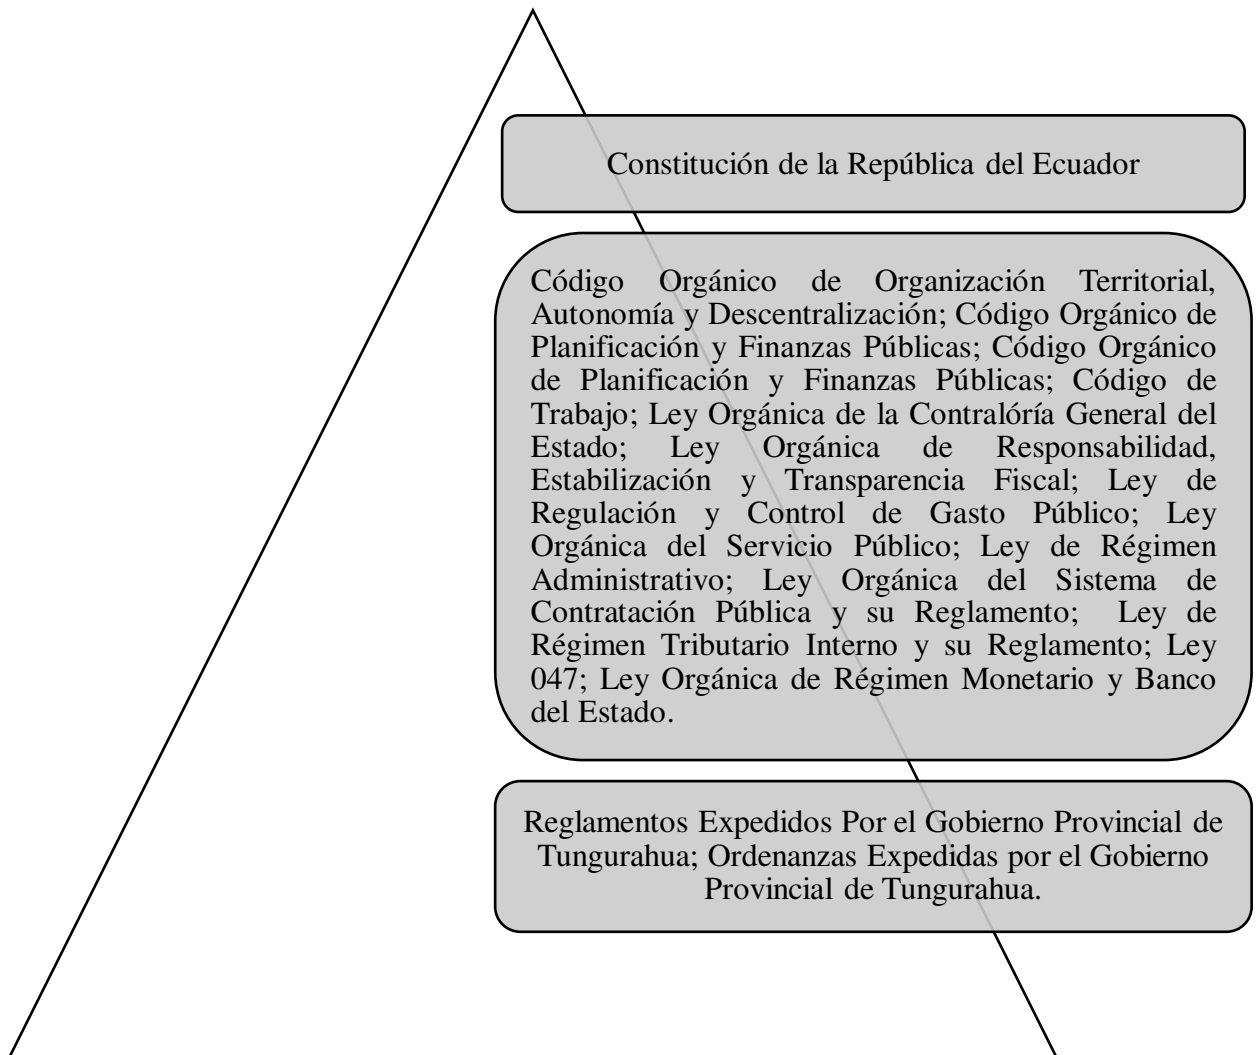 Constitución de la República del Ecuador
Código Orgánico de Organización Territorial,
Autonomía y Descentralización; Código Orgánico de
Planificación y Finanzas Públicas; Código Orgánico
de Planificación y Finanzas Públicas; Código de
Trabajo; Ley Orgánica de la Contralóría General del
Estado; Ley Orgánica de Responsabilidad,
Estabilización y Transparencia Fiscal; Ley de
Regulación y Control de Gasto Público; Ley
Orgánica del Servicio Público; Ley de Régimen
Administrativo; Ley Orgánica del Sistema de
Contratación Pública y su Reglamento; Ley de
Régimen Tributario Interno y su Reglamento; Ley
047; Ley Orgánica de Régimen Monetario y Banco
del Estado.
Reglamentos Expedidos Por el Gobierno Provincial de
Tungurahua; Ordenanzas Expedidas por el Gobierno
Provincial de Tungurahua.